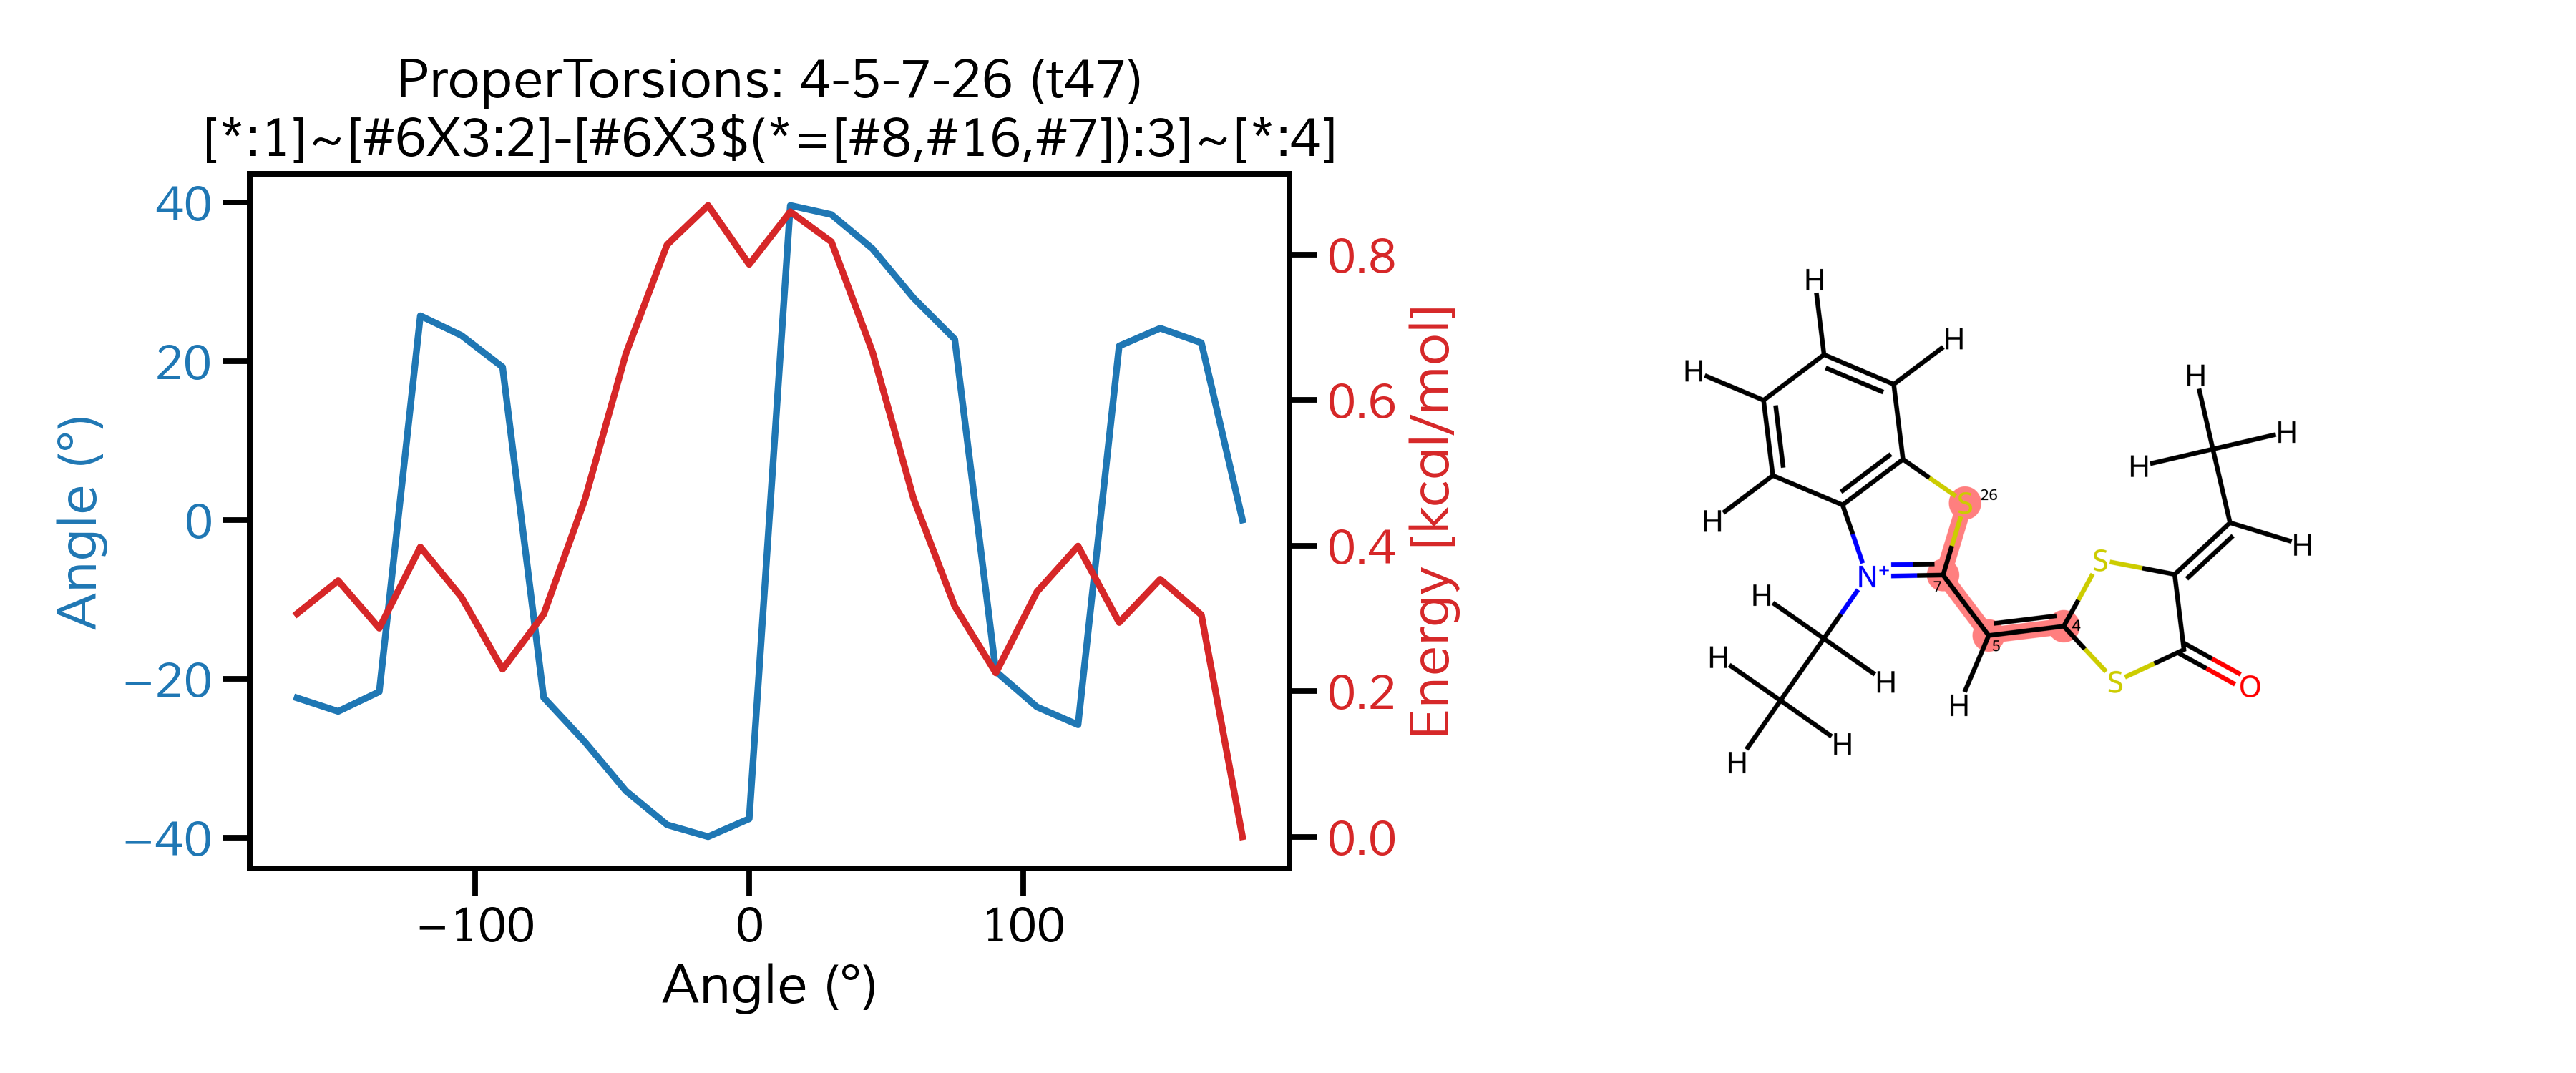 ProperTorsions: 4-5-7-26 (t47)
[*:1]~[#6X3:2]-[#6X3$(*=[#8,#16,#7]):3]~[*:4]
Angle (°)
40
20
0
−20
−40
−100
0
100
Angle (°)
0.8
0.6
0.4
0.2
0.0
Energy [kcal/mol]
H
H
H
H
H
H
H
S 26
N+
7
S
H
4
H
5
H
H
S
O
H
H
H